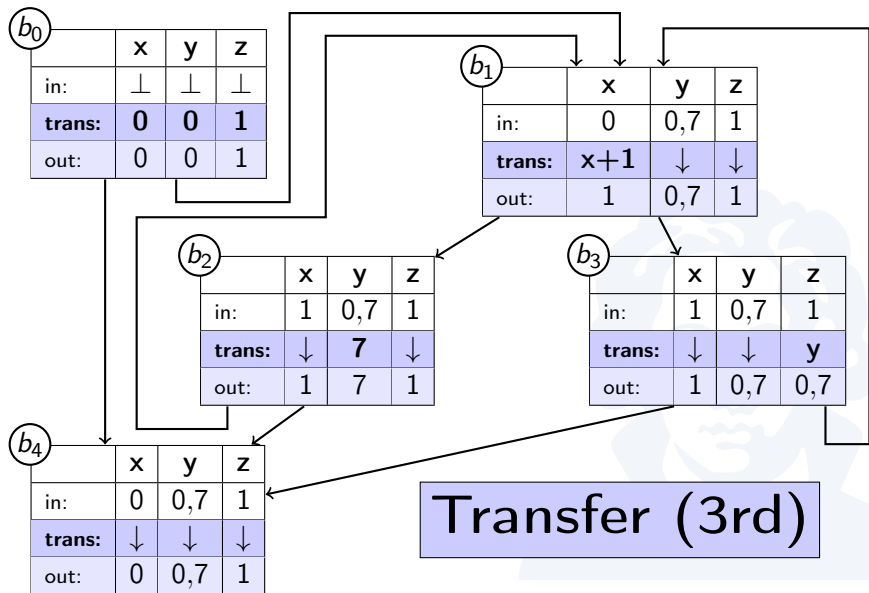 b0
x y z
in: ⊥ ⊥ ⊥
trans: 0 0 1
out: 0 0 1
b1
x y z
in: 0 0,7 1
trans: x+1 ↓ ↓
out: 1 0,7 1
b2
x y z
in: 1 0,7 1
trans: ↓ 7 ↓
out: 1 7 1
b3
x y z
in: 1 0,7 1
trans: ↓ ↓ y
out: 1 0,7 0,7
b4
x y z
in: 0 0,7 1
trans: ↓ ↓ ↓
out: 0 0,7 1
Transfer (3rd)